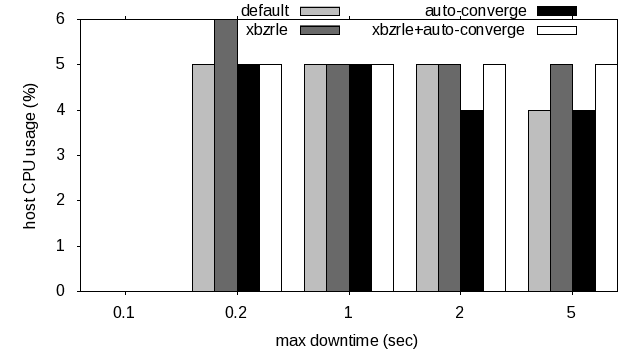 default
auto-converge
xbzrle
xbzrle+auto-converge
6
5
4
3
2
1
0
host CPU usage (%)
0.1
0.2
1
2
5
max downtime (sec)